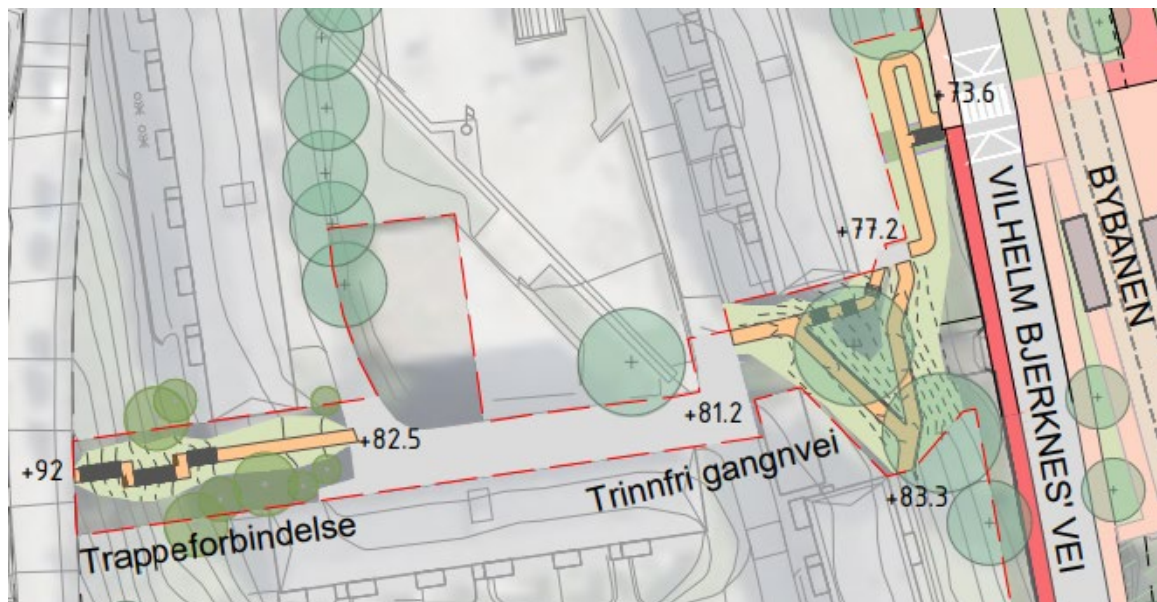 +73.6
VILHELM BJERKNES' VEI
BYBANEN
+77.2
+81.2
+82.5
+92
Trinnfri gangnvei
+83.3
Trappeforbindelse